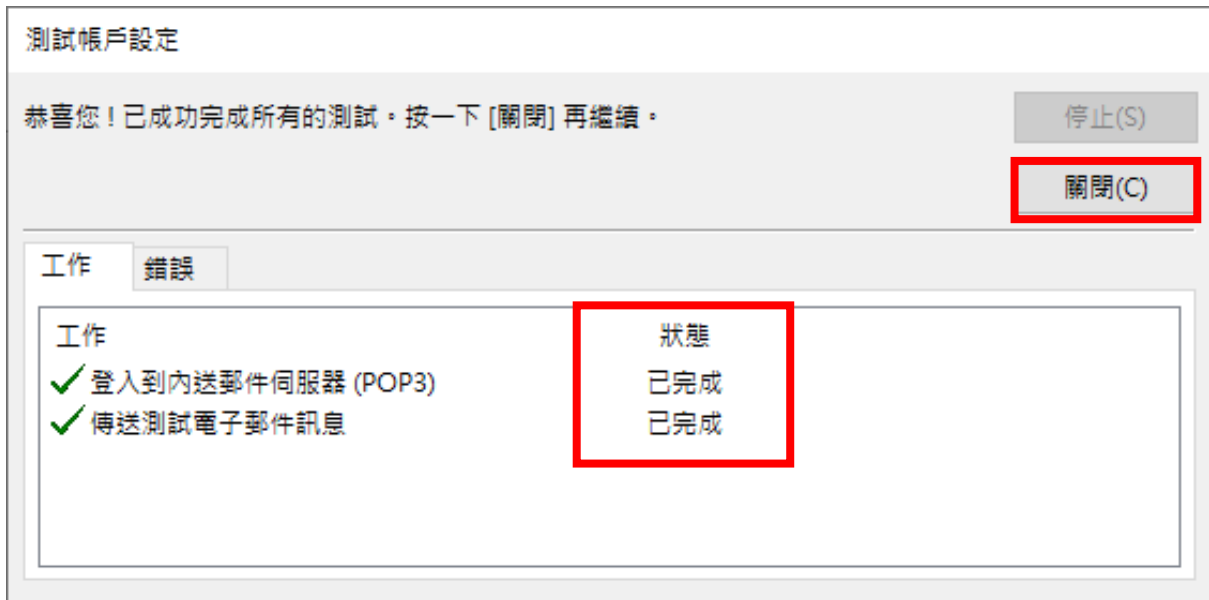 測試帳戶設定
恭喜您！已成功完成所有的測試。按一下 [關閉] 再繼續。
停止(S)
關閉(C)
工作 錯誤
工作 狀態
登入到內送郵件伺服器 (POP3) 已完成
傳送測試電子郵件訊息 已完成